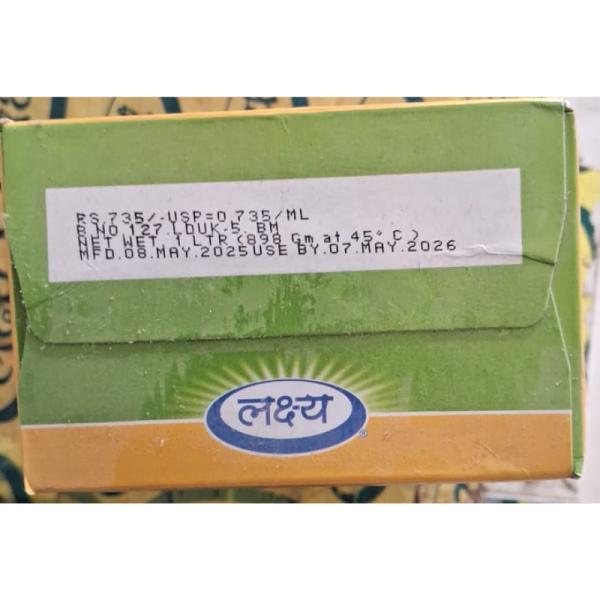 RS.735/-USP=0.735/ML
B.NO.127.LDUK-5. BM
NET WET. 1 LTR (898 Gm at 45° C )
MFD.08.MAY.2025USE BY.07.MAY.2026
लक्ष्य
®